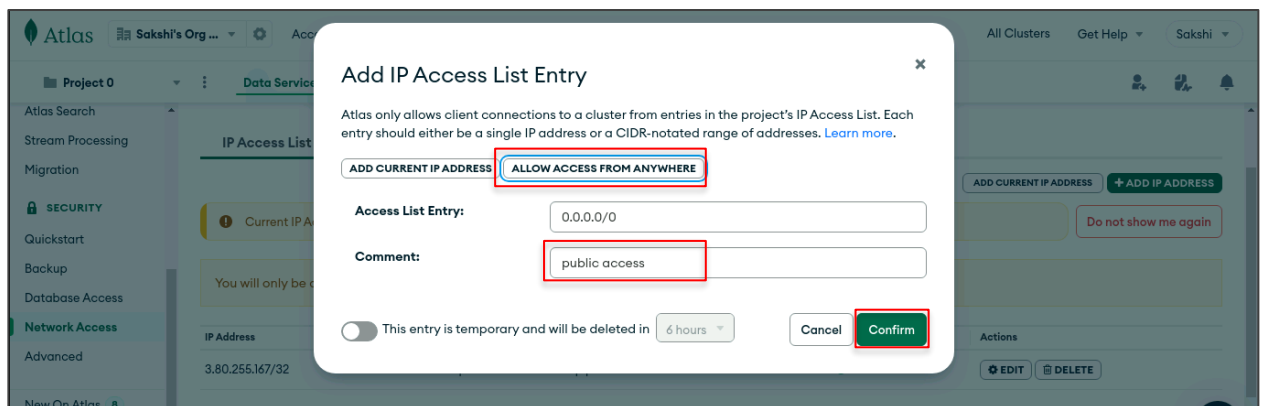 Atlas
Sakshi's Org ...
Acc
All Clusters
Get Help
Sakshi
Project 0
Data Service
Atlas Search
Stream Processing
Migration
SECURITY
Quickstart
Backup
Database Access
Network Access
Advanced
New On Atlas 8
IP Access List
Add IP Access List Entry
Atlas only allows client connections to a cluster from entries in the project's IP Access List. Each
entry should either be a single IP address or a CIDR-notated range of addresses. Learn more.
ADD CURRENT IP ADDRESS
ALLOW ACCESS FROM ANYWHERE
Access List Entry:
0.0.0.0/0
Comment:
public access
This entry is temporary and will be deleted in
6 hours
Cancel
Confirm
ADD CURRENT IP ADDRESS
+ ADD IP ADDRESS
Current IP A
Do not show me again
You will only be
IP Address
Actions
3.80.255.167/32
EDIT
DELETE